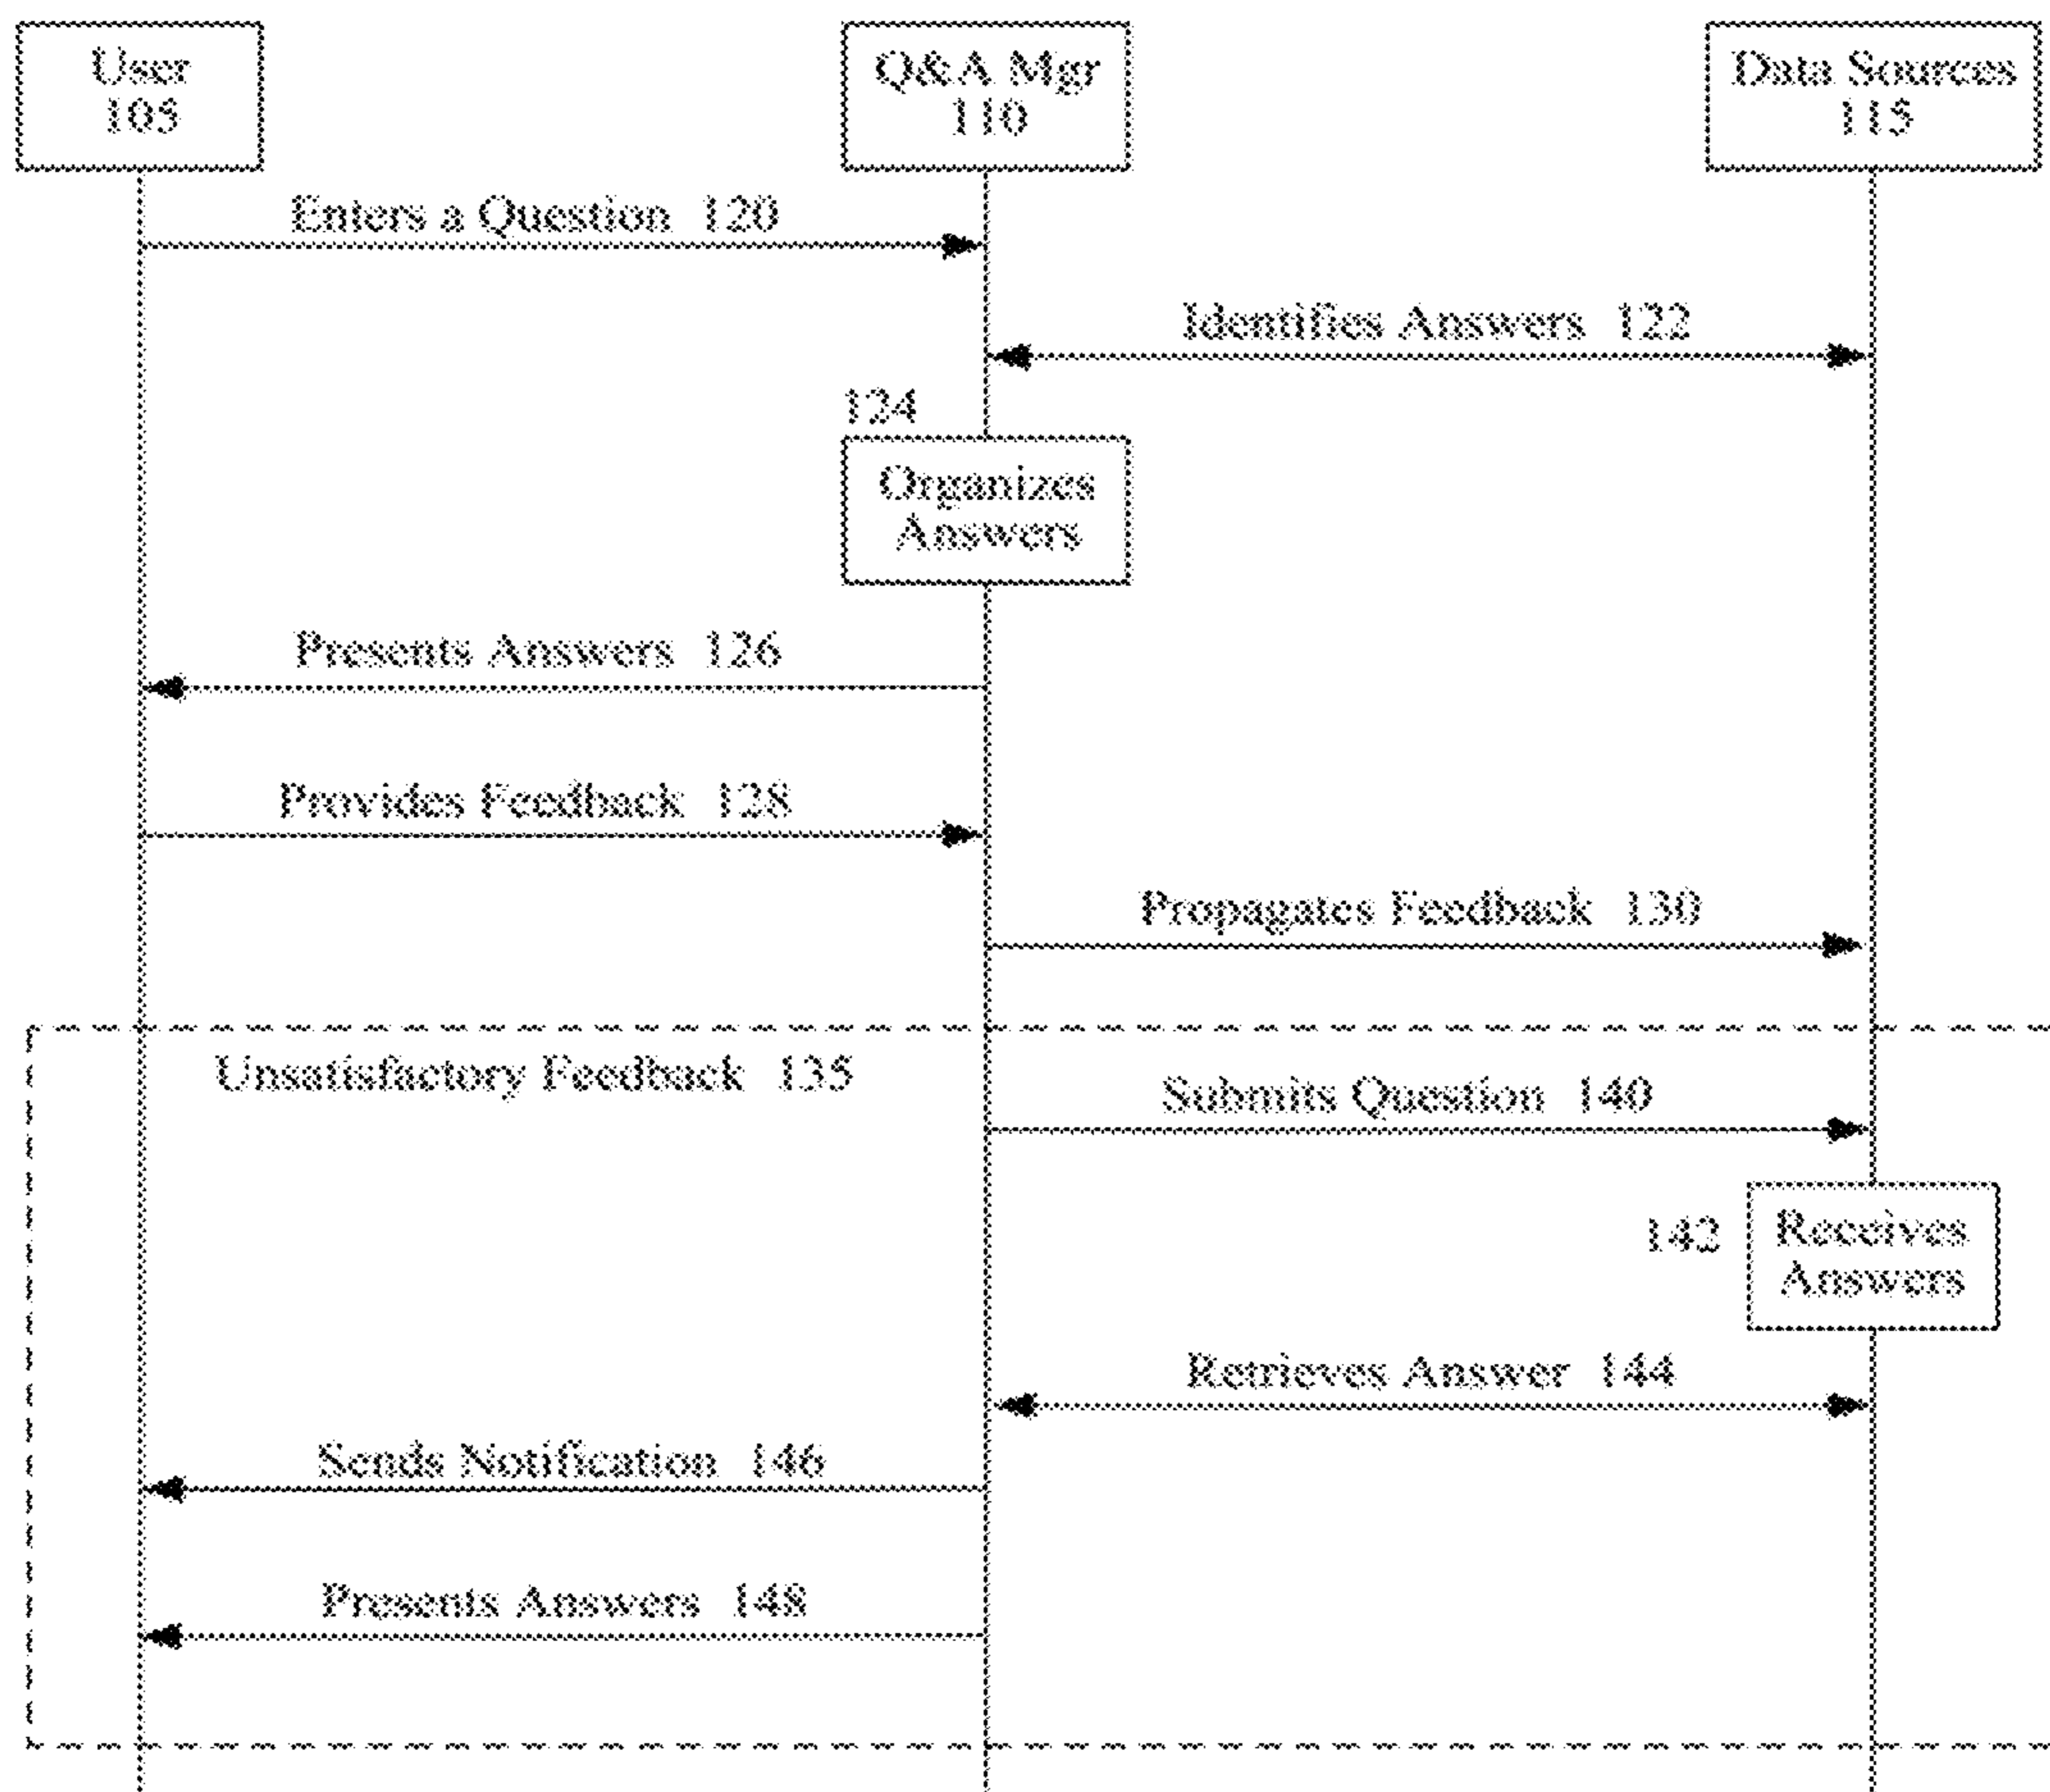 User
105
Q&A Mgr
110
Data Sources
115
Enters a Question 120
Identifies Answers 122
124
Organizes
Answers
Presents Answers 126
Provides Feedback 128
Propagates Feedback 130
Unsatisfactory Feedback 135
Submits Question 140
142
Receives
Answers
Retrieves Answer 144
Sends Notification 146
Presents Answers 148